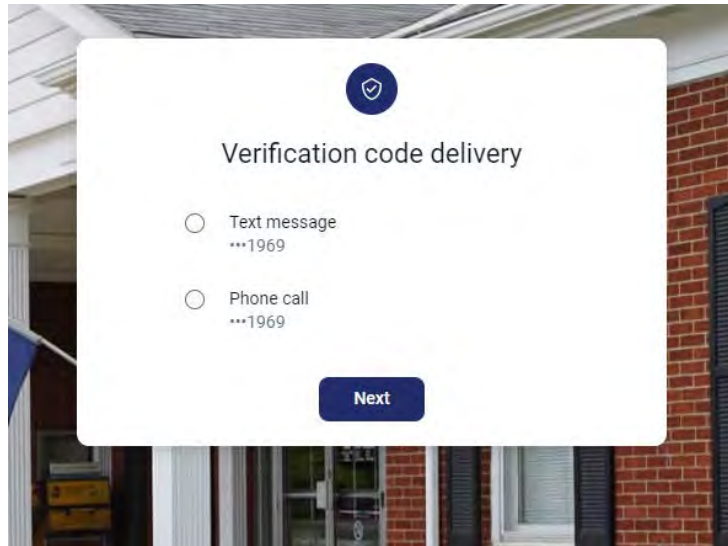 Verification code delivery
Text message
•••1969
Phone call
•••1969
Next